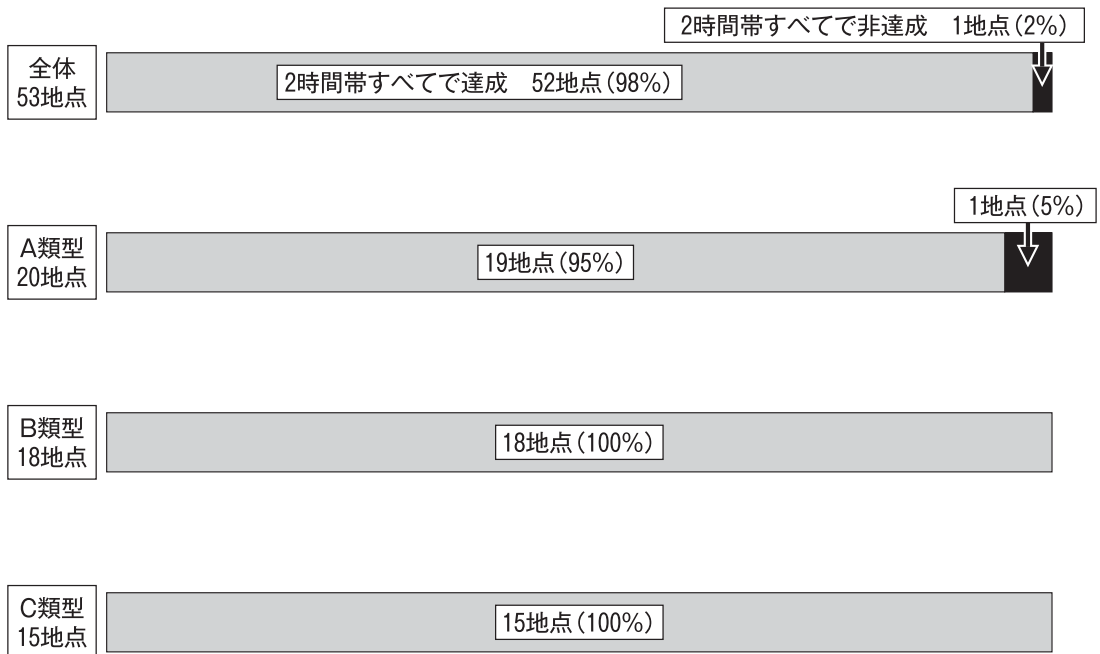 2時間帯すべてで非達成　1地点(2%)
全体
53地点
2時間帯すべてで達成　52地点(98%)
1地点(5%)
A類型
20地点
19地点(95%)
B類型
18地点
18地点(100%)
C類型
15地点
15地点(100%)